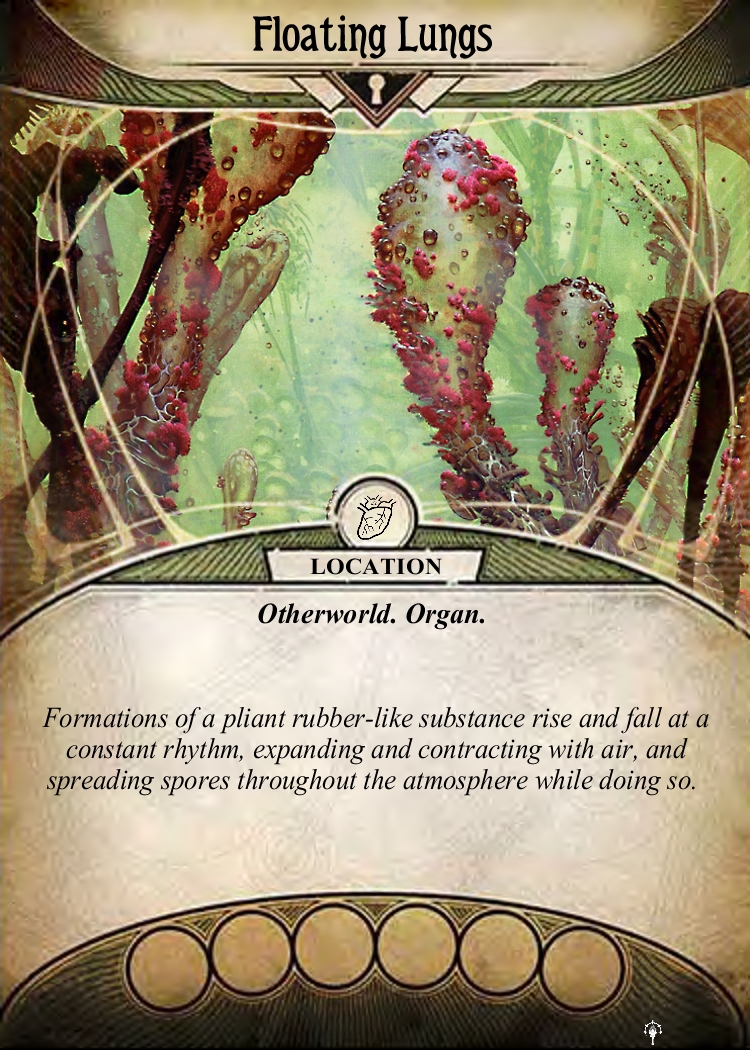 Floating Lungs
LOCATION
Otherworld. Organ.
Formations of a pliant rubber-like substance rise and fall at a
constant rhythm, expanding and contracting with air, and
spreading spores throughout the atmosphere while doing so.